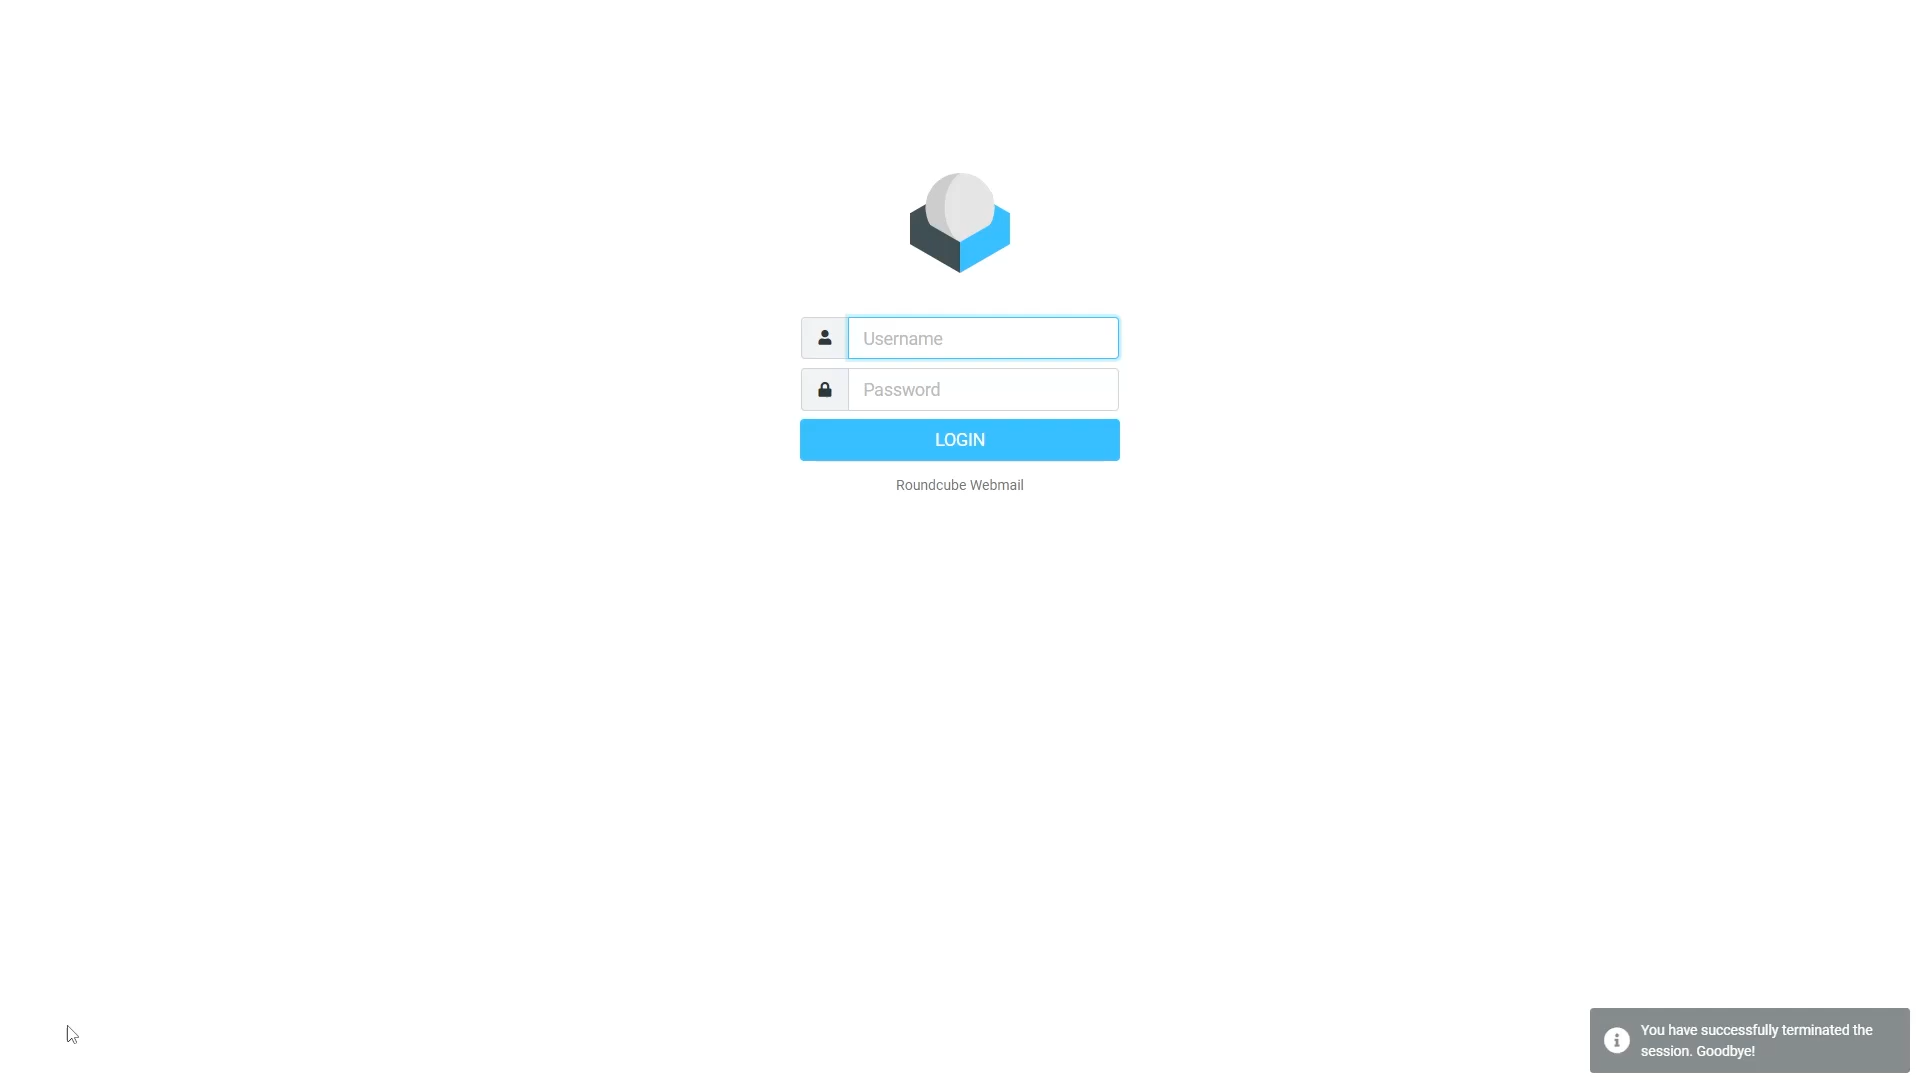 Username
Password
LOGIN
Roundcube Webmail
You have successfully terminated the
session. Goodbye!